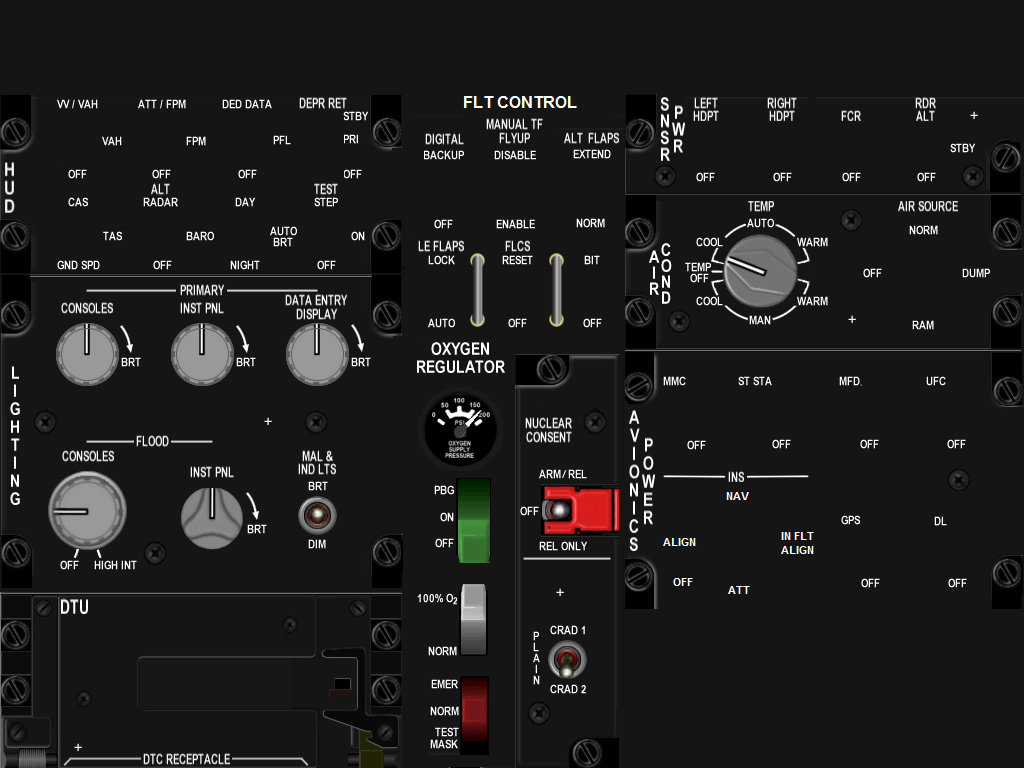 VV / VAH
ATT / FPM
DED DATA
DEPR RET
STBY
VAH
FPM
PFL
PRI
OFF
OFF
OFF
OFF
HUD
CAS
ALT
RADAR
DAY
TEST
STEP
TAS
BARO
AUTO
BRT
ON
GND SPD
OFF
NIGHT
OFF
LIGHTING
PRIMARY
CONSOLES
INST PNL
DATA ENTRY
DISPLAY
BRT
BRT
BRT
+
FLOOD
CONSOLES
INST PNL
MAL &
IND LTS
BRT
BRT
DIM
OFF
HIGH INT
DTU
+
DTC RECEPTACLE
FLT CONTROL
DIGITAL
BACKUP
MANUAL TF
FLYUP
DISABLE
ALT FLAPS
EXTEND
OFF
ENABLE
NORM
LE FLAPS
LOCK
FLCS
RESET
BIT
AUTO
OFF
OFF
OXYGEN
REGULATOR
0 50 100 150 200
PSI
OXYGEN
SUPPLY
PRESSURE
PBG
ON
OFF
100% O2
NORM
EMER
NORM
TEST
MASK
NUCLEAR
CONSENT
ARM / REL
OFF
REL ONLY
+
PLAIN
CRAD 1
CRAD 2
SNSR
PWR
LEFT
HDPT
RIGHT
HDPT
FCR
RDR
ALT
+
STBY
OFF
OFF
OFF
OFF
AIR
COND
TEMP
AUTO
COOL
WARM
TEMP
OFF
COOL
WARM
MAN
AIR SOURCE
NORM
OFF
DUMP
+
RAM
AVIONICS
POWER
MMC
ST STA
MFD.
UFC
OFF
OFF
OFF
OFF
INS
NAV
GPS
DL
ALIGN
IN FLT
ALIGN
OFF
ATT
OFF
OFF